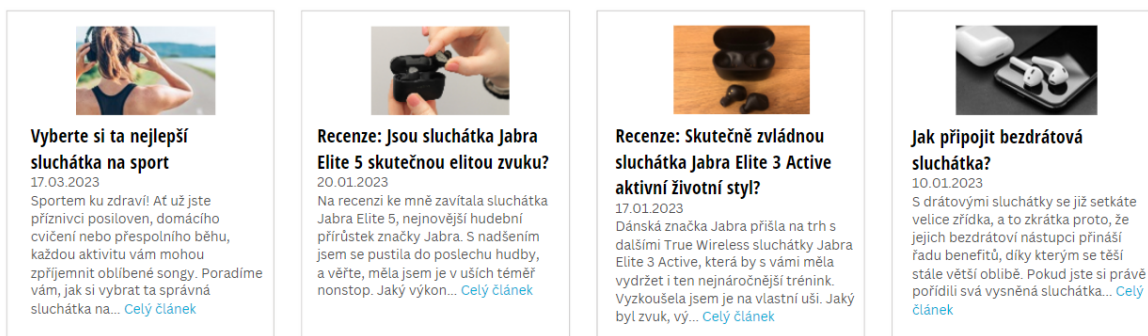 Vyberte si ta nejlepší
sluchátka na sport
17.03.2023
Sportem ku zdraví! Ať už jste
příznivci posiloven, domácího
cvičení nebo přespolního běhu,
každou aktivitu vám mohou
zpříjemnit oblíbené songy. Poradíme
vám, jak si vybrat ta správná
sluchátka na... Celý článek
Recenze: Jsou sluchátka Jabra
Elite 5 skutečnou elitou zvuku?
20.01.2023
Na recenzi ke mně zavítala sluchátka
Jabra Elite 5, nejnovější hudební
přírůstek značky Jabra. S nadšením
jsem se pustila do poslechu hudby,
a věřte, měla jsem je v uších téměř
nonstop. Jaký výkon... Celý článek
Recenze: Skutečně zvládnou
sluchátka Jabra Elite 3 Active
aktivní životní styl?
17.01.2023
Dánská značka Jabra přišla na trh s
dalšími True Wireless sluchátky Jabra
Elite 3 Active, která by s vámi měla
vydržet i ten nejnáročnější trénink.
Vyzkoušela jsem je na vlastní uši. Jaký
byl zvuk, vý... Celý článek
Jak připojit bezdrátová
sluchátka?
10.01.2023
S drátovými sluchátky se již setkáte
velice zřídka, a to zkrátka proto, že
jejich bezdrátoví nástupci přináší
řadu benefitů, díky kterým se těší
stále větší oblibě. Pokud jste si právě
pořídili svá vysněná sluchátka... Celý
článek